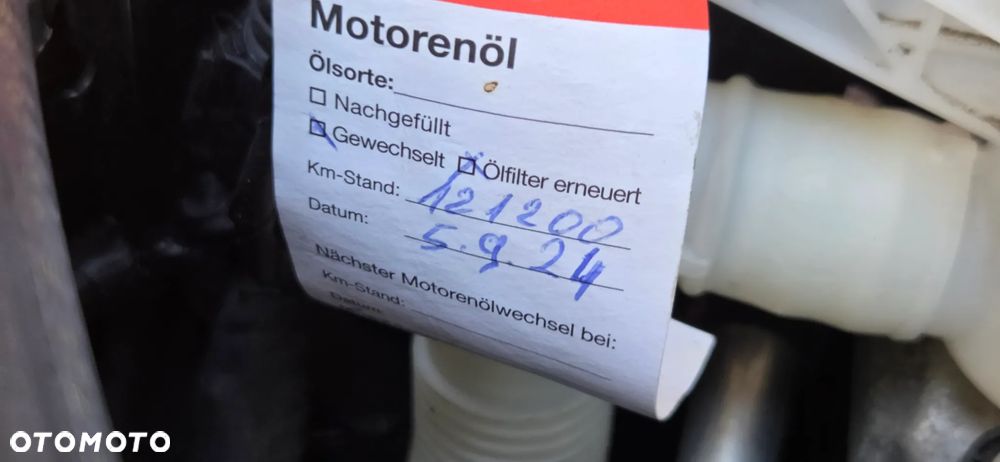 Motorenöl
Ölsorte:
Nachgefüllt
Gewechselt Ölfilter erneuert
Km-Stand: 121200
Datum: 5.9.24
Nächster Motorenölwechsel bei:
Km-Stand:
Datum:
OTOMOTO